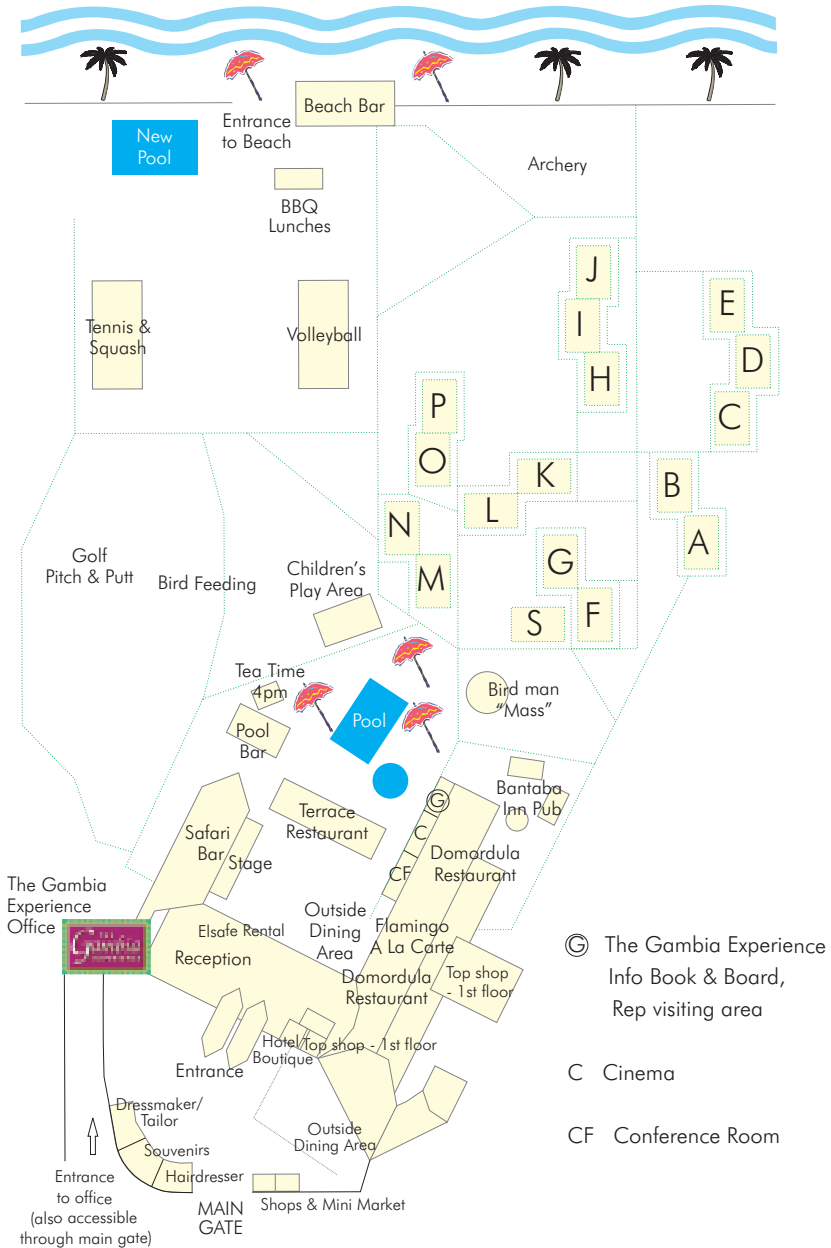 Beach Bar
Entrance
to Beach
New
Pool
Archery
BBQ
Lunches
J
E
I
Tennis &
Squash
Volleyball
D
H
P
C
O
K
B
L
N
A
G
M
Golf
Pitch & Putt
Bird Feeding
Children's
Play Area
S
F
Tea Time
4pm
Bird man
“Mass”
Pool
Pool
Bar
Bantaba
Inn Pub
G
Terrace
Restaurant
C
Safari
Bar
Stage
Domordula
Restaurant
CF
The Gambia
Experience
Office
Gambia
Elsafe Rental
Reception
Outside
Dining
Area
Flamingo
A La Carte
Domordula
Restaurant
Top shop
- 1st floor
G The Gambia Experience
Info Book & Board,
Rep visiting area
Hotel
Boutique
Top shop - 1st floor
Entrance
C Cinema
Dressmaker/
Tailor
Outside
Dining Area
CF Conference Room
Souvenirs
Hairdresser
Entrance
to office
(also accessible
through main gate)
MAIN
GATE
Shops & Mini Market